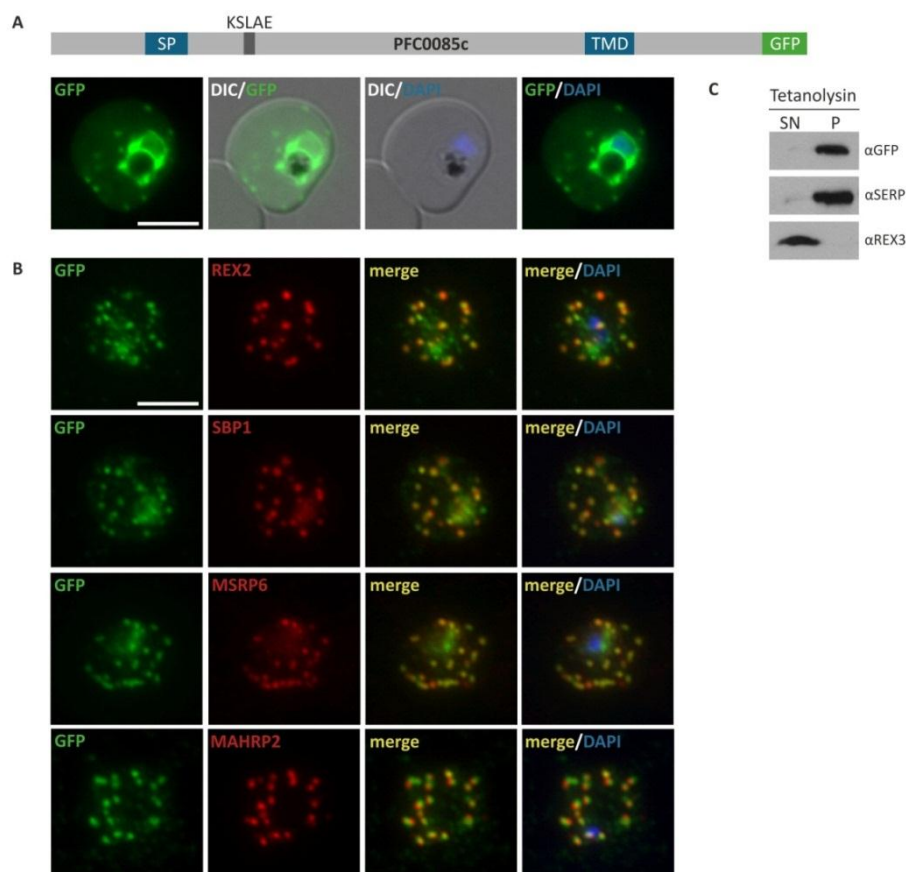 A
KSLAE
SP PFC0085c TMD GFP
GFP DIC/GFP DIC/DAPI GFP/DAPI
C
Tetanolysin
SN P
αGFP
αSERP
αREX3
B
GFP REX2 merge merge/DAPI
GFP SBP1 merge merge/DAPI
GFP MSRP6 merge merge/DAPI
GFP MAHRP2 merge merge/DAPI